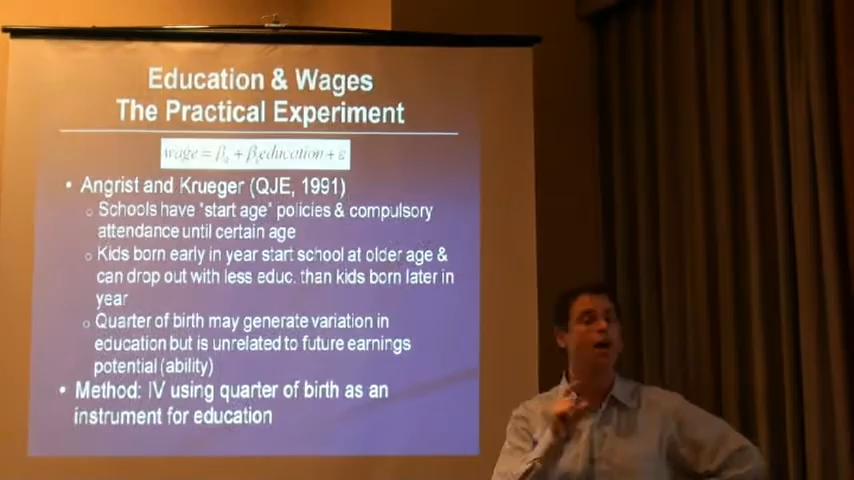 Education & Wages
The Practical Experiment
wage = β₀ + β₁education + ε
• Angrist and Krueger (QJE, 1991)
○ Schools have "start age" policies & compulsory
attendance until certain age
○ Kids born early in year start school at older age &
can drop out with less educ. than kids born later in
year
○ Quarter of birth may generate variation in
education but is unrelated to future earnings
potential (ability)
• Method: IV using quarter of birth as an
instrument for education